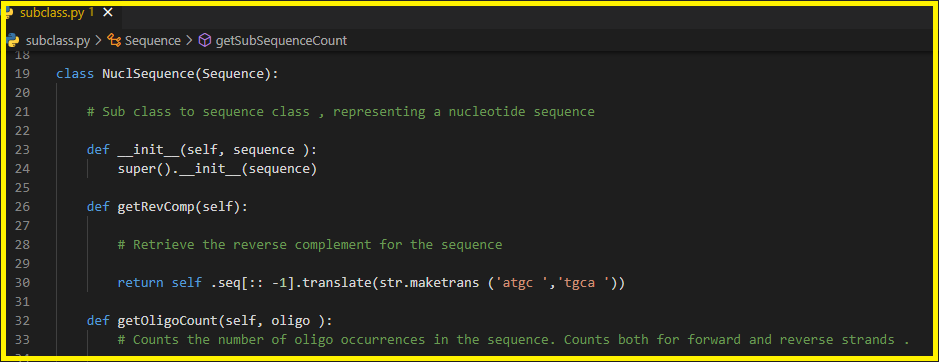 subclass.py 1 ×
subclass.py > Sequence > getSubSequenceCount
18
19 class NuclSequence(Sequence):
20
21 # Sub class to sequence class , representing a nucleotide sequence
22
23 def __init__(self, sequence ):
24 super().__init__(sequence)
25
26 def getRevComp(self):
27
28 # Retrieve the reverse complement for the sequence
29
30 return self .seq[:: -1].translate(str.maketrans ('atgc ','tgca '))
31
32 def getOligoCount(self, oligo ):
33 # Counts the number of oligo occurrences in the sequence. Counts both for forward and reverse strands .